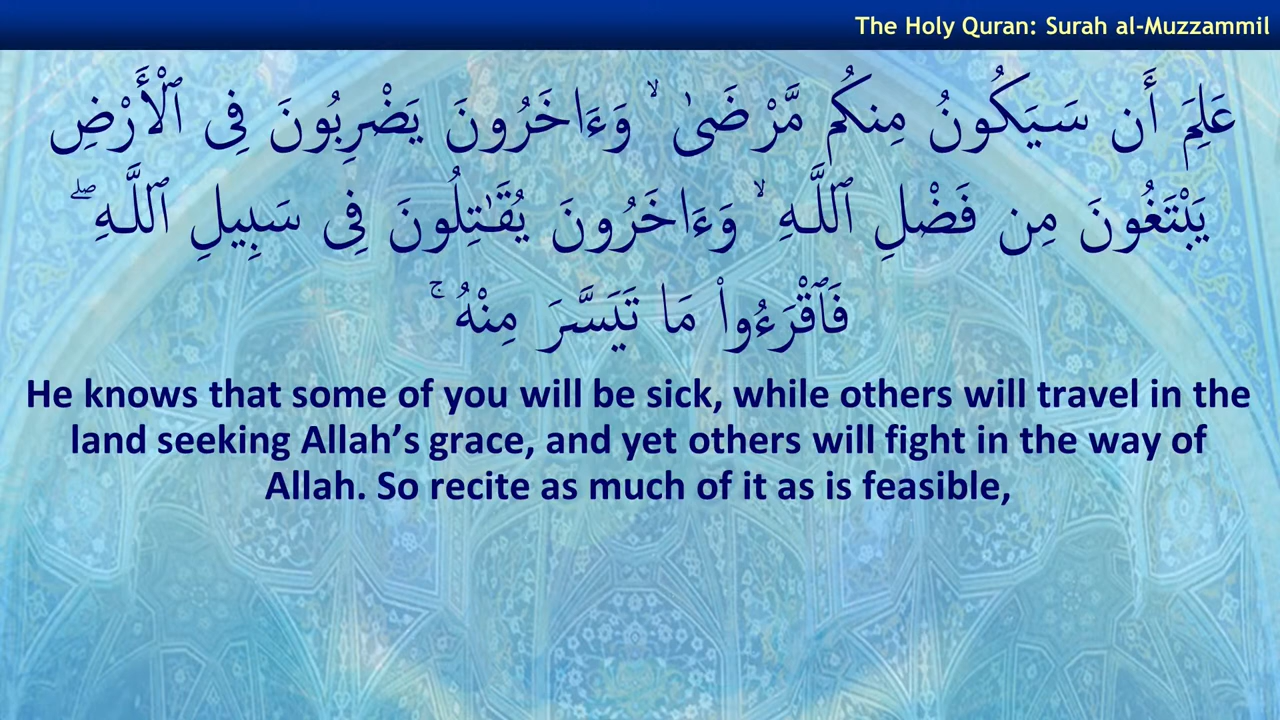 The Holy Quran: Surah al-Muzzammil
عَلِمَ أَن سَيَكُونُ مِنكُم مَّرْضَىٰ ۙ وَءَاخَرُونَ يَضْرِبُونَ فِى ٱلْأَرْضِ
يَبْتَغُونَ مِن فَضْلِ ٱللَّـهِ ۙ وَءَاخَرُونَ يُقَـٰتِلُونَ فِى سَبِيلِ ٱللَّـهِ ۖ
فَٱقْرَءُوا۟ مَا تَيَسَّرَ مِنْهُ ۚ
He knows that some of you will be sick, while others will travel in the
land seeking Allah’s grace, and yet others will fight in the way of
Allah. So recite as much of it as is feasible,